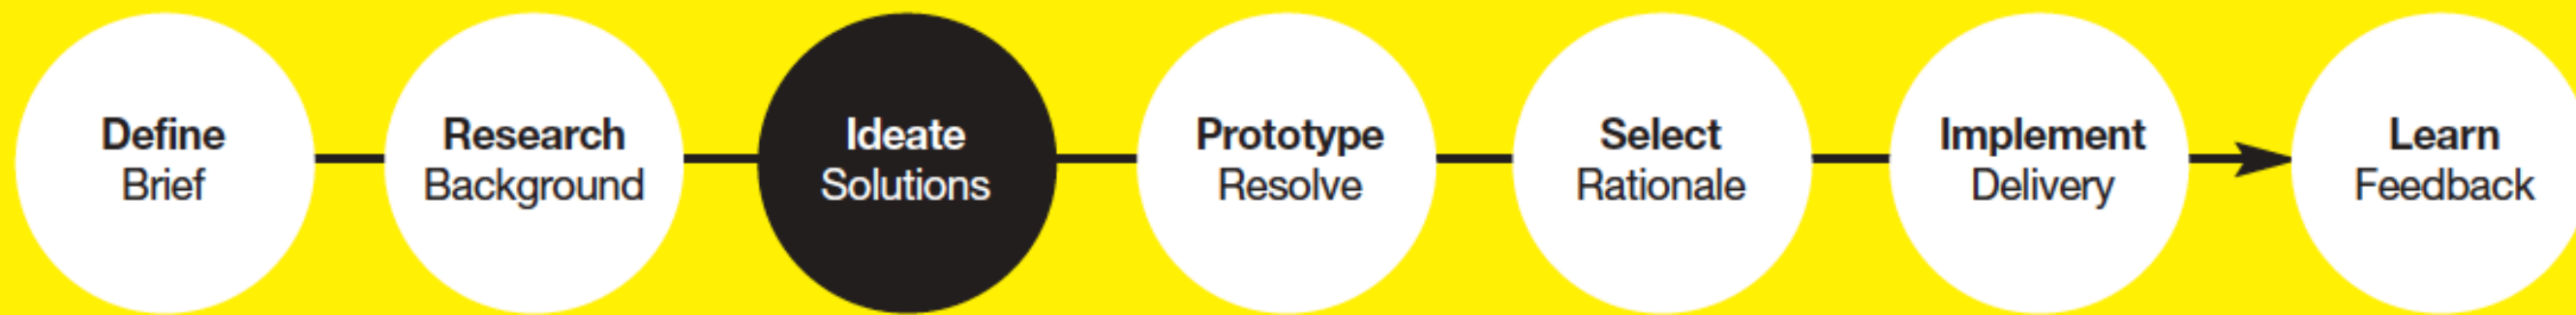 Define
Brief
Research
Background
Ideate
Solutions
Prototype
Resolve
Select
Rationale
Implement
Delivery
Learn
Feedback